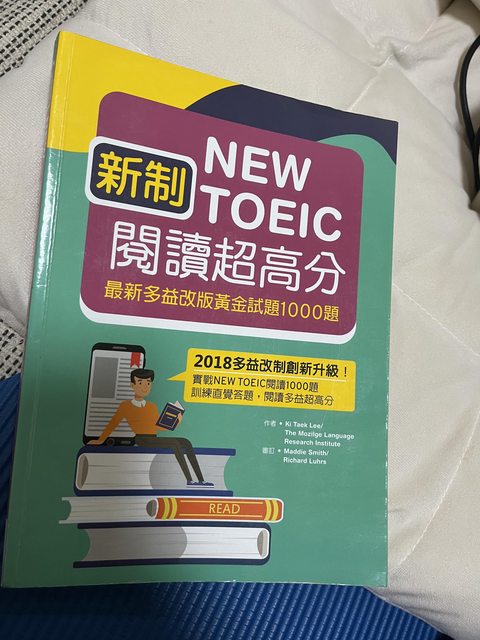 新制
NEW
TOEIC
閱讀超高分
最新多益改版黃金試題1000題
2018多益改制創新升級！
實戰NEW TOEIC閱讀1000題
訓練直覺答題，閱讀多益超高分
作者 • Ki Taek Lee/
The Mozilge Language
Research Institute
審訂 • Maddie Smith/
Richard Luhrs
READ